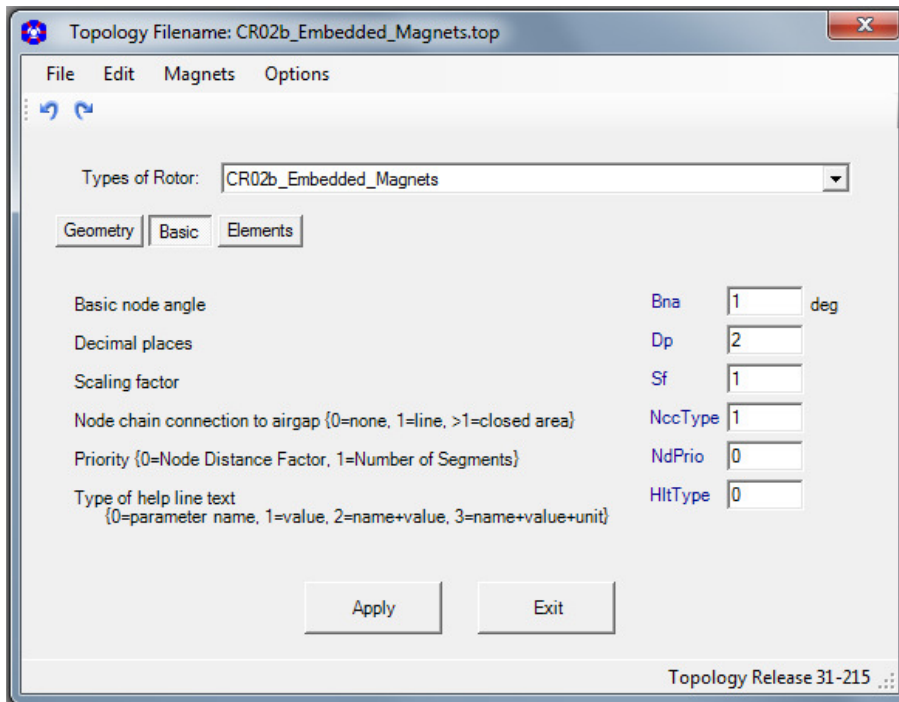 Topology Filename: CR02b_Embedded_Magnets.top
File Edit Magnets Options
Types of Rotor: CR02b_Embedded_Magnets
Geometry Basic Elements
Basic node angle Bna 1 deg
Decimal places Dp 2
Scaling factor Sf 1
Node chain connection to airgap {0=none, 1=line, >1=closed area} NccType 1
Priority {0=Node Distance Factor, 1=Number of Segments} NdPrio 0
Type of help line text HltType 0
{0=parameter name, 1=value, 2=name+value, 3=name+value+unit}
Apply Exit
Topology Release 31-215